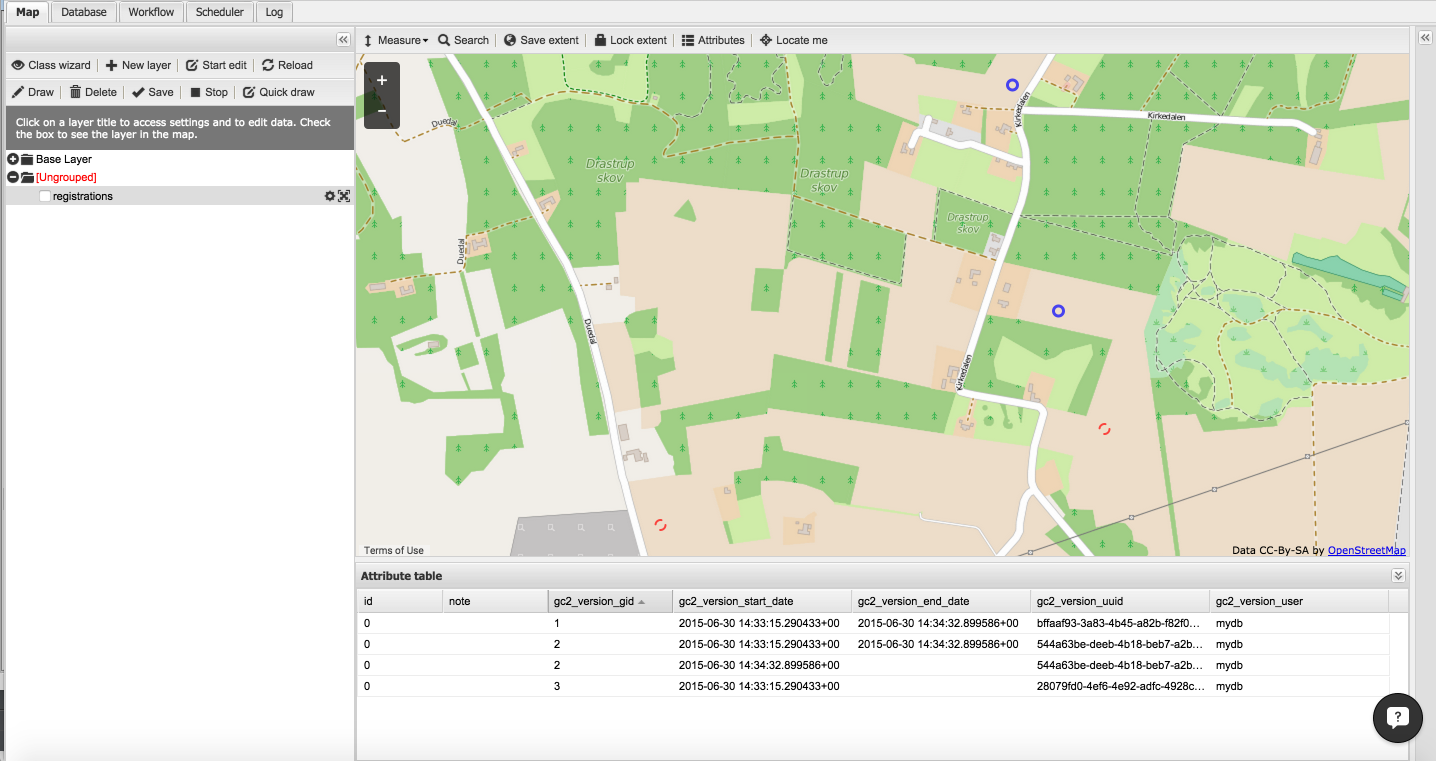 Map Database Workflow Scheduler Log
Measure Search Save extent Lock extent Attributes Locate me
Class wizard New layer Start edit Reload
Draw Delete Save Stop Quick draw
Click on a layer title to access settings and to edit data. Check
the box to see the layer in the map.
Base Layer
[Ungrouped]
registrations
+
−
Duedal
Kirkedalen
Kirkedalen
Drastrup
skov
Drastrup
skov
Drastrup
skov
Duedal
Duedal
Kirkedalen
Terms of Use
Data CC-By-SA by OpenStreetMap
Attribute table
id note gc2_version_gid gc2_version_start_date gc2_version_end_date gc2_version_uuid gc2_version_user
0 1 2015-06-30 14:33:15.290433+00 2015-06-30 14:34:32.899586+00 bffaaf93-3a83-4b45-a82b-f82f0... mydb
0 2 2015-06-30 14:33:15.290433+00 2015-06-30 14:34:32.899586+00 544a63be-deeb-4b18-beb7-a2b... mydb
0 2 2015-06-30 14:34:32.899586+00 544a63be-deeb-4b18-beb7-a2b... mydb
0 3 2015-06-30 14:33:15.290433+00 28079fd0-4ef6-4e92-adfc-4928c... mydb
?